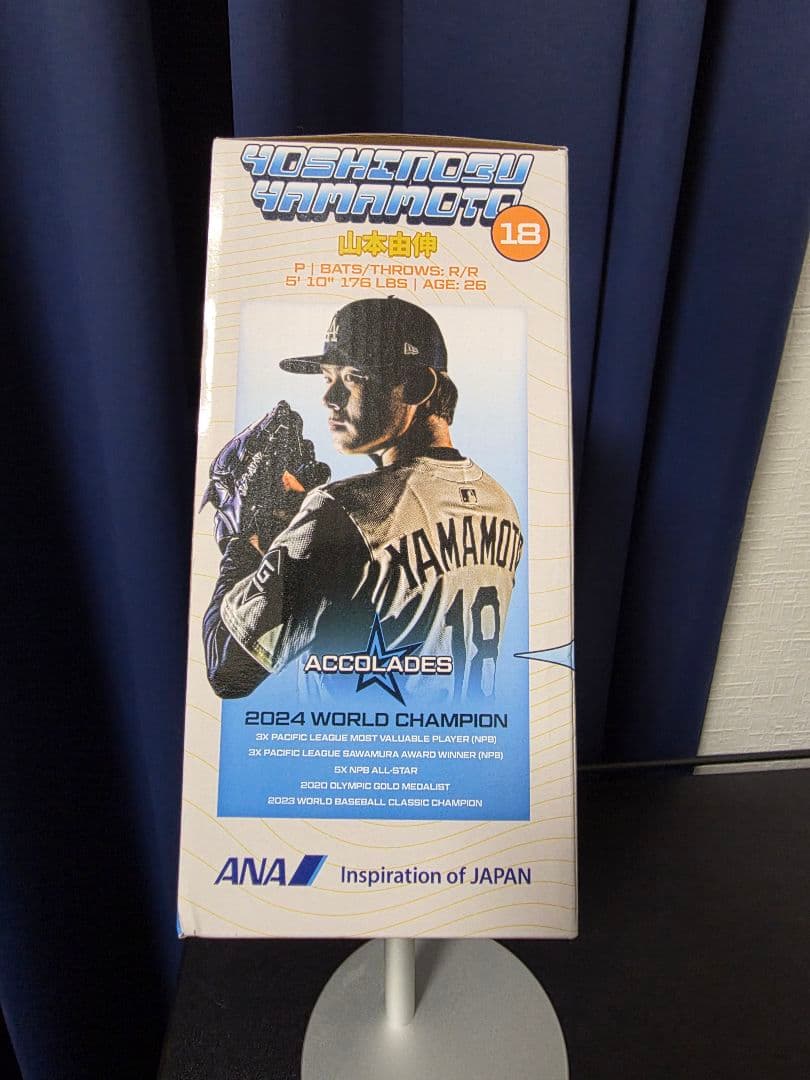 YOSHINOBU
YAMAMOTO
18
山本由伸
P | BATS/THROWS: R/R
5' 10" 176 LBS | AGE: 26
LA
YAMAMOTO
18
ACCOLADES
2024 WORLD CHAMPION
3X PACIFIC LEAGUE MOST VALUABLE PLAYER (NPB)
3X PACIFIC LEAGUE SAWAMURA AWARD WINNER (NPB)
5X NPB ALL-STAR
2020 OLYMPIC GOLD MEDALIST
2023 WORLD BASEBALL CLASSIC CHAMPION
ANA Inspiration of JAPAN